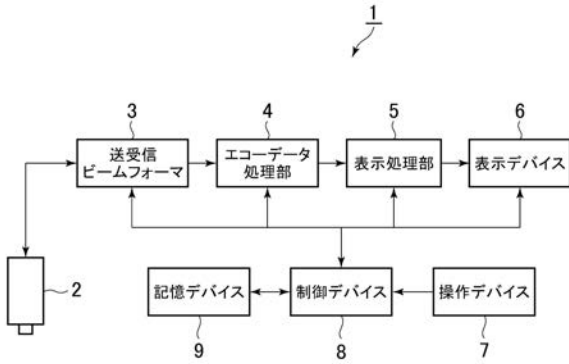 1
3
4
5
6
送受信
ビームフォーマ
エコーデータ
処理部
表示処理部
表示デバイス
2
記憶デバイス
制御デバイス
操作デバイス
9
8
7